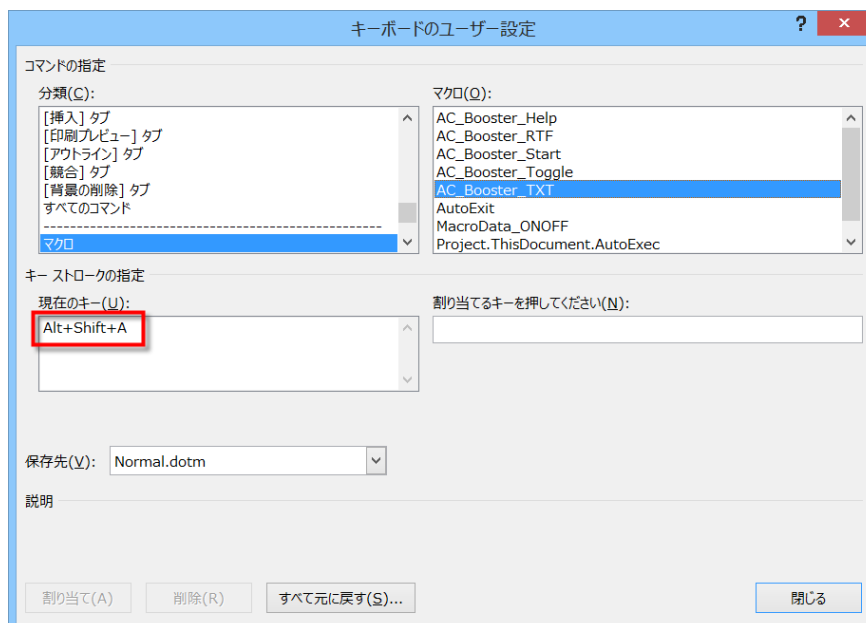 キーボードのユーザー設定
?
×
コマンドの指定
分類(C):
[挿入] タブ
[印刷プレビュー] タブ
[アウトライン] タブ
[競合] タブ
[背景の削除] タブ
すべてのコマンド
--------------------------------------------------
マクロ
マクロ(O):
AC_Booster_Help
AC_Booster_RTF
AC_Booster_Start
AC_Booster_Toggle
AC_Booster_TXT
AutoExit
MacroData_ONOFF
Project.ThisDocument.AutoExec
キー ストロークの指定
現在のキー(U):
Alt+Shift+A
割り当てるキーを押してください(N):
保存先(V):
Normal.dotm
説明
割り当て(A)
削除(R)
すべて元に戻す(S)...
閉じる